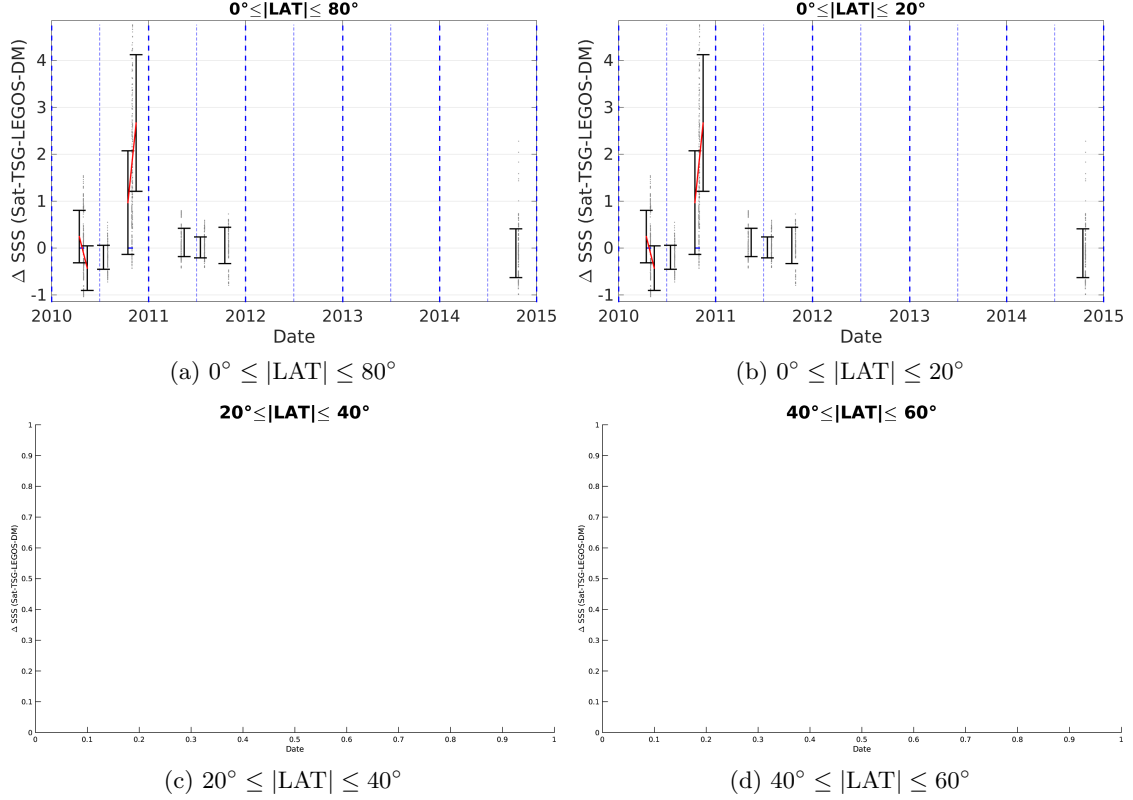 0°≤|LAT|≤ 80°
Δ SSS (Sat-TSG-LEGOS-DM)
4
3
2
1
0
-1
2010 2011 2012 2013 2014 2015
Date
(a) 0° ≤ |LAT| ≤ 80°
0°≤|LAT|≤ 20°
Δ SSS (Sat-TSG-LEGOS-DM)
4
3
2
1
0
-1
2010 2011 2012 2013 2014 2015
Date
(b) 0° ≤ |LAT| ≤ 20°
20°≤|LAT|≤ 40°
Δ SSS (Sat-TSG-LEGOS-DM)
1
0.9
0.8
0.7
0.6
0.5
0.4
0.3
0.2
0.1
0
0 0.1 0.2 0.3 0.4 0.5 0.6 0.7 0.8 0.9 1
Date
(c) 20° ≤ |LAT| ≤ 40°
40°≤|LAT|≤ 60°
Δ SSS (Sat-TSG-LEGOS-DM)
1
0.9
0.8
0.7
0.6
0.5
0.4
0.3
0.2
0.1
0
0 0.1 0.2 0.3 0.4 0.5 0.6 0.7 0.8 0.9 1
Date
(d) 40° ≤ |LAT| ≤ 60°